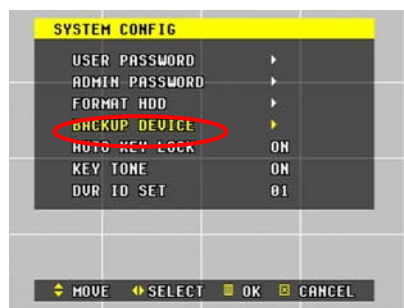 SYSTEM CONFIG
USER PASSWORD
ADMIN PASSWORD
FORMAT HDD
BACKUP DEVICE
AUTO KEY LOCK ON
KEY TONE ON
DVR ID SET 01
MOVE SELECT OK CANCEL